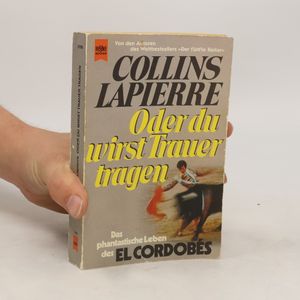 Von den Autoren
des Weltbestsellers «Der fünfte Reiter»
COLLINS
LAPIERRE
Oder du
wirst Trauer
tragen
Das
phantastische Leben
des EL CORDOBÉS